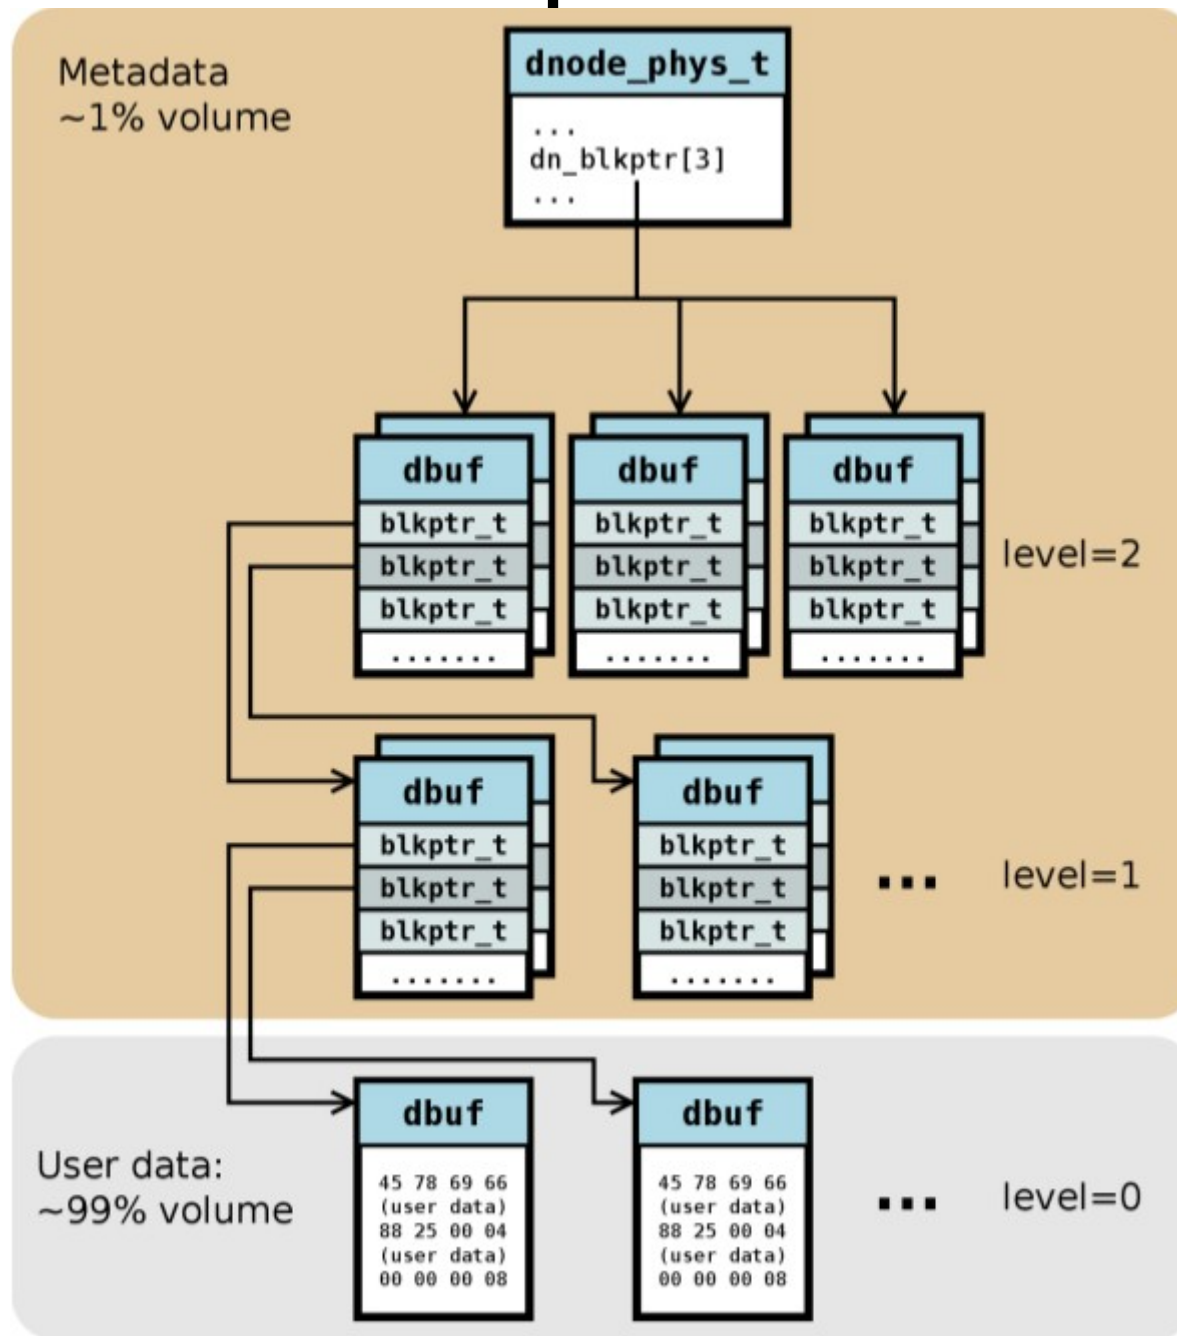 Metadata
~1% volume
dnode_phys_t
...
dn_blkptr[3]
...
dbuf
blkptr_t
blkptr_t
blkptr_t
.......
dbuf
blkptr_t
blkptr_t
blkptr_t
.......
dbuf
blkptr_t
blkptr_t
blkptr_t
.......
level=2
dbuf
blkptr_t
blkptr_t
blkptr_t
.......
dbuf
blkptr_t
blkptr_t
blkptr_t
.......
...
level=1
User data:
~99% volume
dbuf
45 78 69 66
(user data)
88 25 00 04
(user data)
00 00 00 08
dbuf
45 78 69 66
(user data)
88 25 00 04
(user data)
00 00 00 08
...
level=0